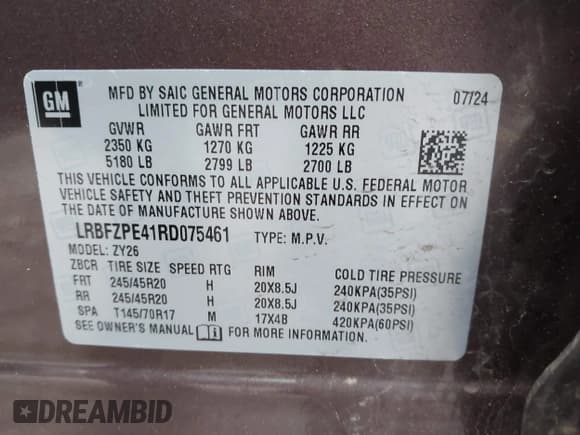 GM
MFD BY SAIC GENERAL MOTORS CORPORATION 07/24
LIMITED FOR GENERAL MOTORS LLC
GVWR GAWR FRT GAWR RR
2350 KG 1270 KG 1225 KG
5180 LB 2799 LB 2700 LB
THIS VEHICLE CONFORMS TO ALL APPLICABLE U.S. FEDERAL MOTOR
VEHICLE SAFETY AND THEFT PREVENTION STANDARDS IN EFFECT ON
THE DATE OF MANUFACTURE SHOWN ABOVE.
LRBFZPE41RD075461 TYPE: M.P.V.
MODEL: ZY26
ZBCR TIRE SIZE SPEED RTG RIM COLD TIRE PRESSURE
FRT 245/45R20 H 20X8.5J 240KPA(35PSI)
RR 245/45R20 H 20X8.5J 240KPA(35PSI)
SPA T145/70R17 M 17X4B 420KPA(60PSI)
SEE OWNER'S MANUAL FOR MORE INFORMATION.
DREAMBID